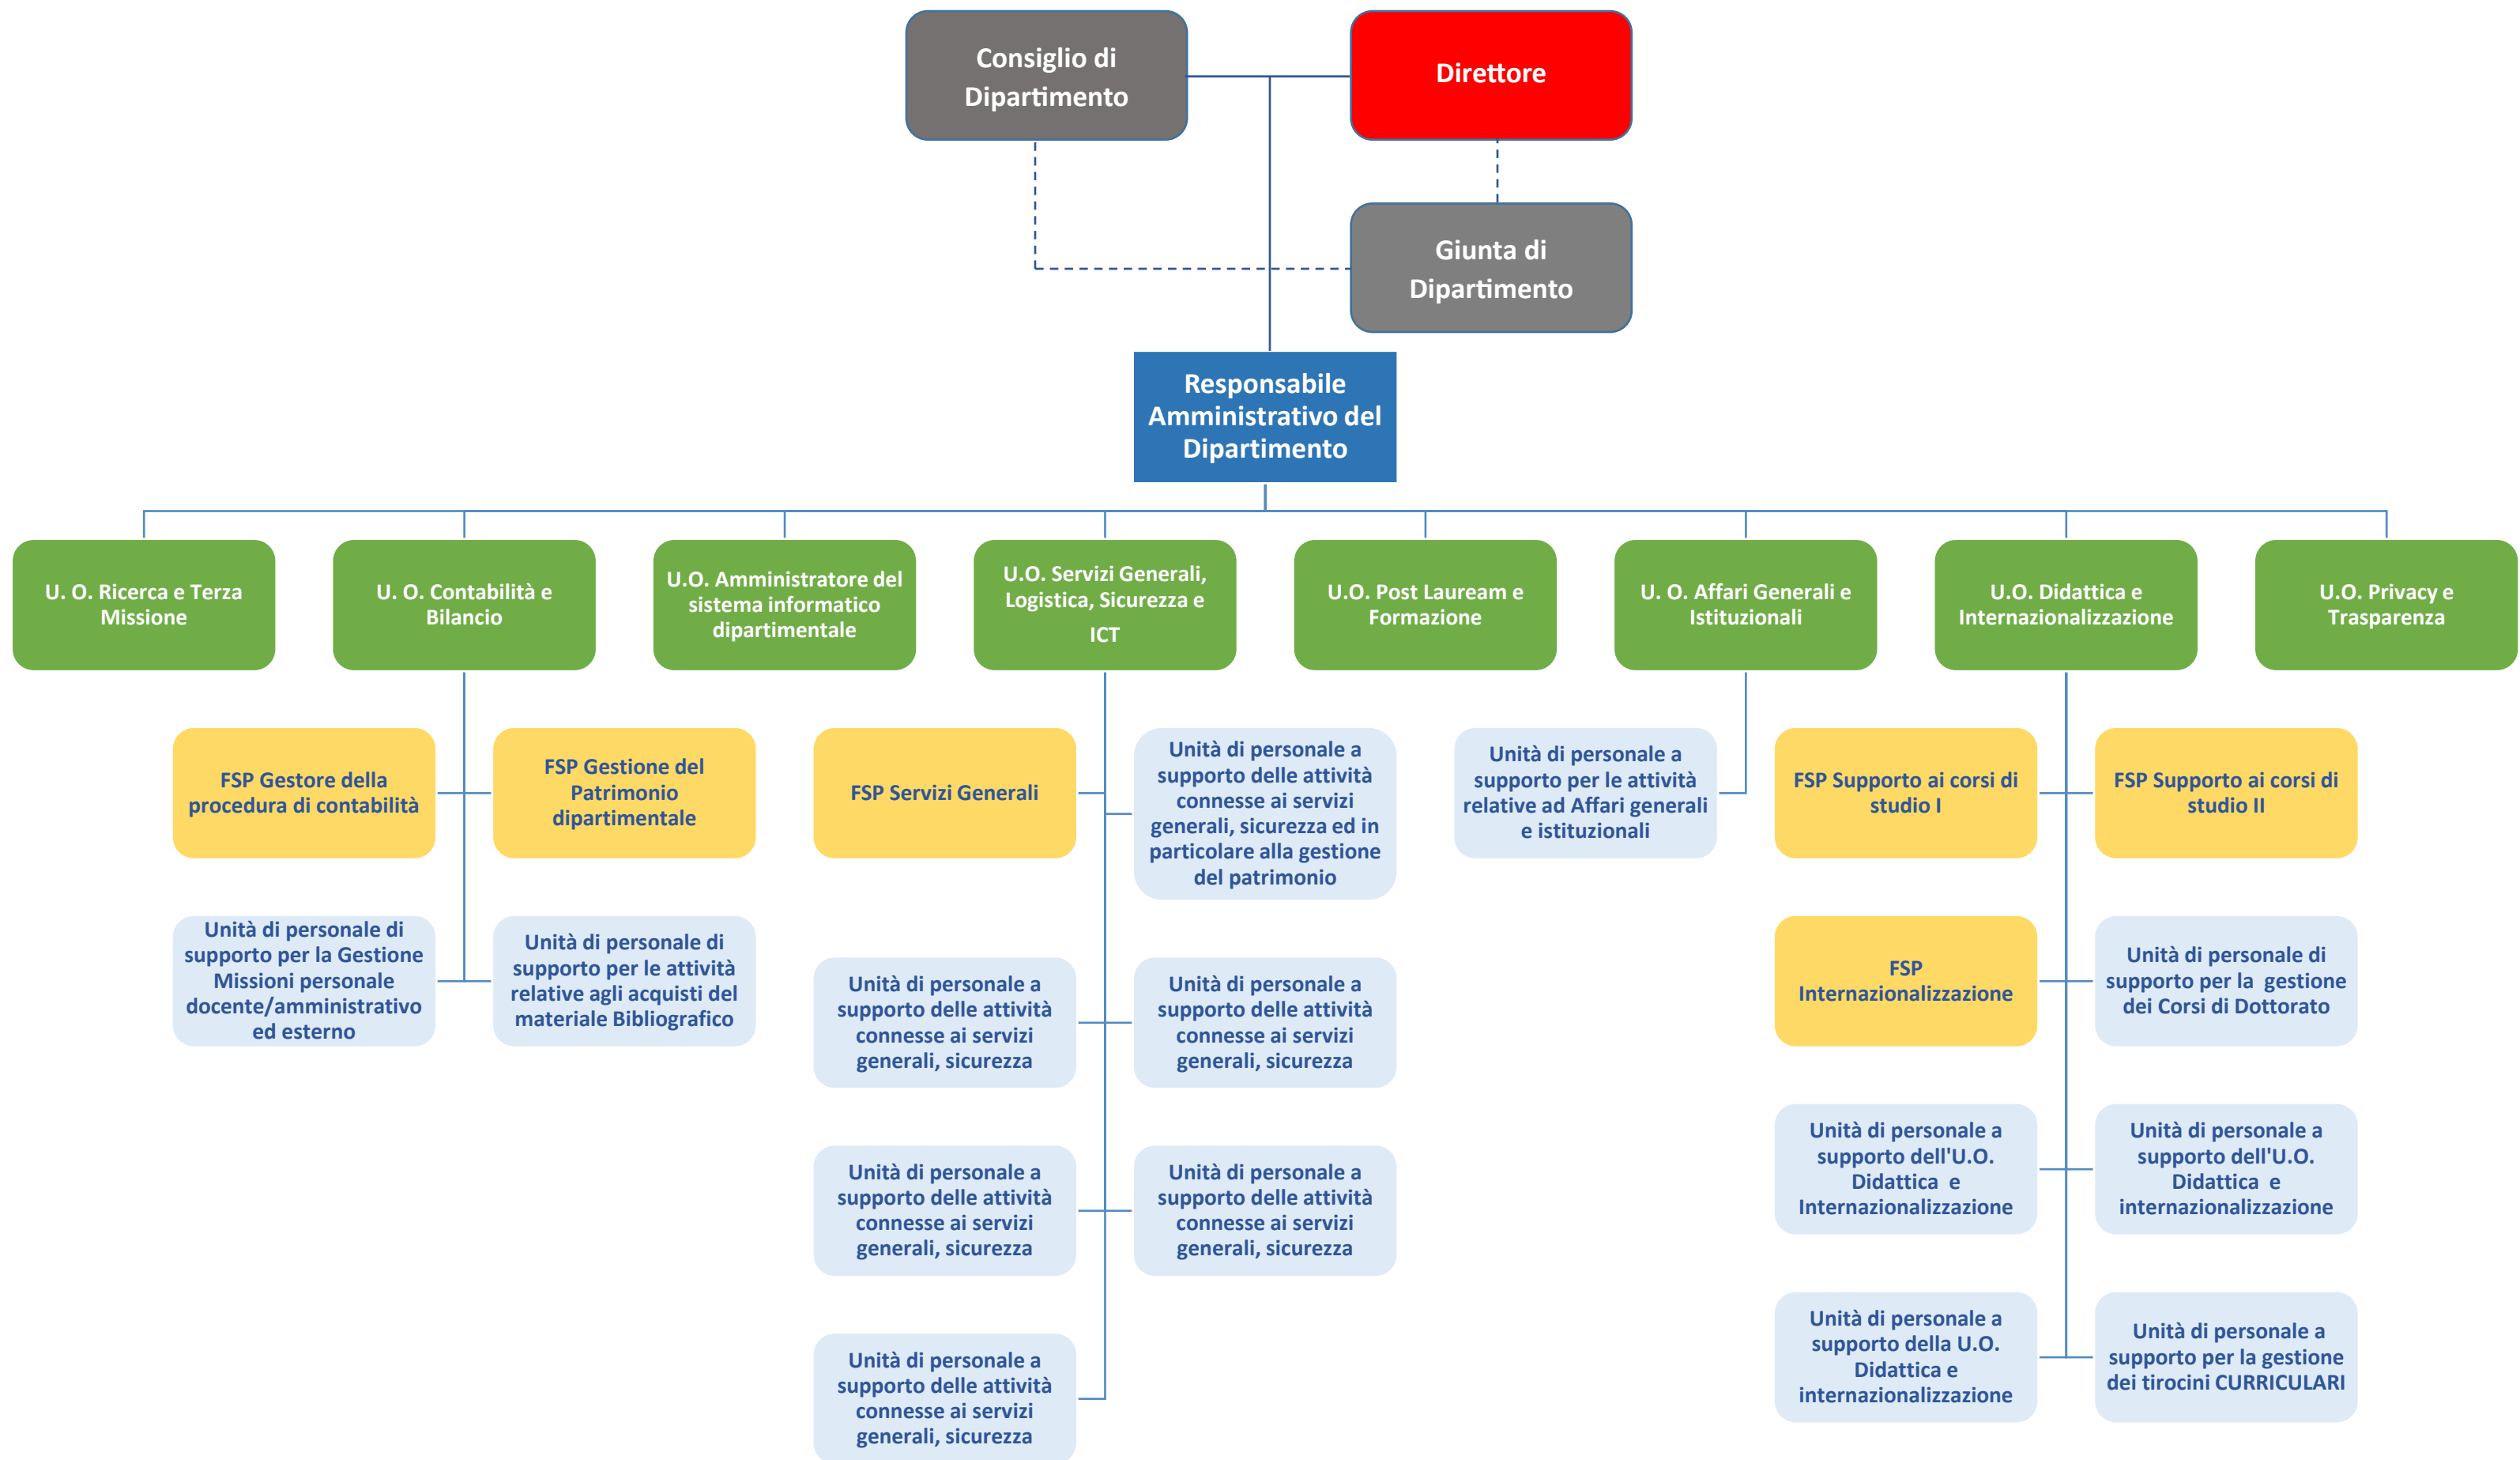 Consiglio di
Dipartimento
Direttore
Giunta di
Dipartimento
Responsabile
Amministrativo del
Dipartimento
U. O. Ricerca e Terza
Missione
U. O. Contabilità e
Bilancio
U.O. Amministratore del
sistema informatico
dipartimentale
U.O. Servizi Generali,
Logistica, Sicurezza e
ICT
U.O. Post Lauream e
Formazione
U. O. Affari Generali e
Istituzionali
U.O. Didattica e
Internazionalizzazione
U.O. Privacy e
Trasparenza
FSP Gestore della
procedura di contabilità
FSP Gestione del
Patrimonio
dipartimentale
FSP Servizi Generali
Unità di personale a
supporto delle attività
connesse ai servizi
generali, sicurezza ed in
particolare alla gestione
del patrimonio
Unità di personale a
supporto per le attività
relative ad Affari generali
e istituzionali
FSP Supporto ai corsi di
studio I
FSP Supporto ai corsi di
studio II
Unità di personale di
supporto per la Gestione
Missioni personale
docente/amministrativo
ed esterno
Unità di personale di
supporto per le attività
relative agli acquisti del
materiale Bibliografico
Unità di personale a
supporto delle attività
connesse ai servizi
generali, sicurezza
Unità di personale a
supporto delle attività
connesse ai servizi
generali, sicurezza
FSP
Internazionalizzazione
Unità di personale di
supporto per la  gestione
dei Corsi di Dottorato
Unità di personale a
supporto delle attività
connesse ai servizi
generali, sicurezza
Unità di personale a
supporto delle attività
connesse ai servizi
generali, sicurezza
Unità di personale a
supporto dell'U.O.
Didattica  e
Internazionalizzazione
Unità di personale a
supporto dell'U.O.
Didattica  e
internazionalizzazione
Unità di personale a
supporto delle attività
connesse ai servizi
generali, sicurezza
Unità di personale a
supporto della U.O.
Didattica e
internazionalizzazione
Unità di personale a
supporto per la gestione
dei tirocini CURRICULARI